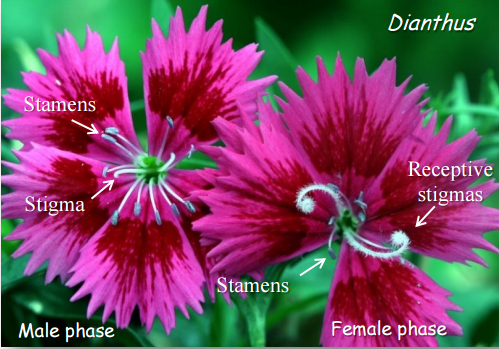 Dianthus
Stamens
Stigma
Receptive
stigmas
Stamens
Male phase
Female phase